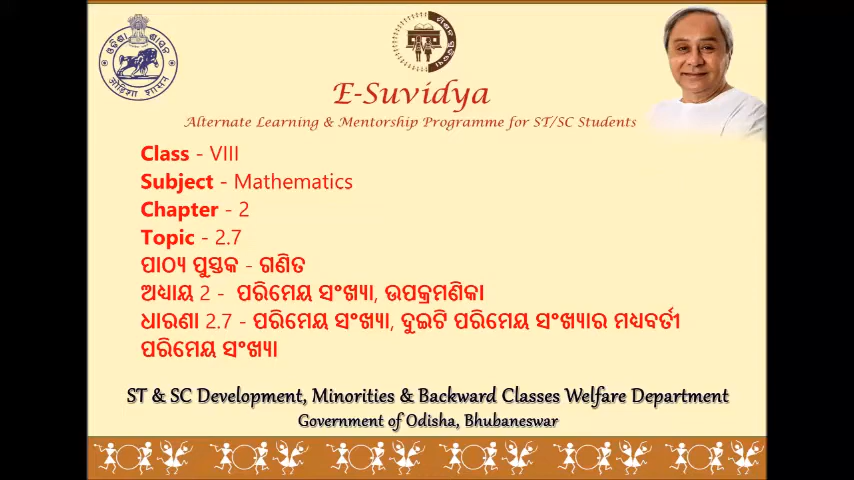 E-Suvidya
Alternate Learning & Mentorship Programme for ST/SC Students
Class - VIII
Subject - Mathematics
Chapter - 2
Topic - 2.7
ପାଠ୍ୟ ପୁସ୍ତକ - ଗଣିତ
ଅଧ୍ୟାୟ 2 - ପରିମେୟ ସଂଖ୍ୟା, ଉପକ୍ରମଣିକା
ଧାରଣା 2.7 - ପରିମେୟ ସଂଖ୍ୟା, ଦୁଇଟି ପରିମେୟ ସଂଖ୍ୟାର ମଧ୍ୟବର୍ତୀ
ପରିମେୟ ସଂଖ୍ୟା
ST & SC Development, Minorities & Backward Classes Welfare Department
Government of Odisha, Bhubaneswar